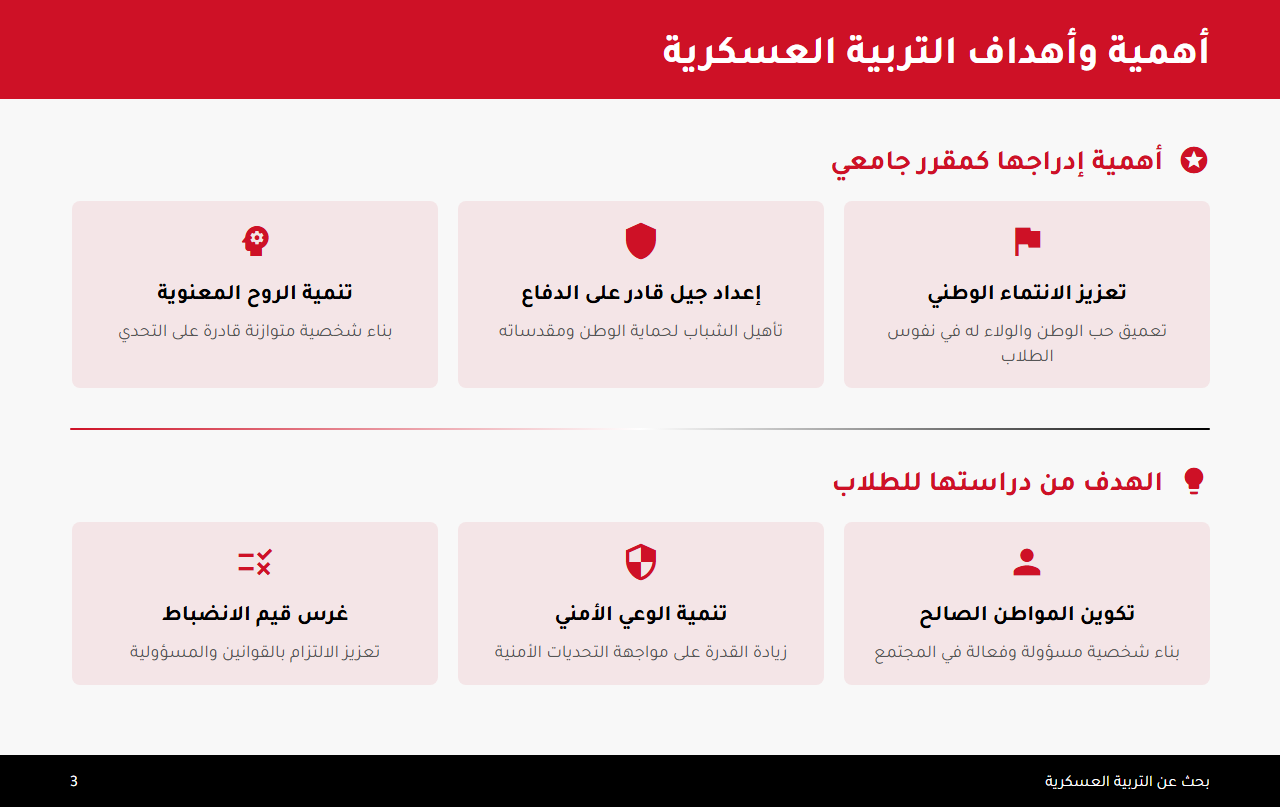 أهمية وأهداف التربية العسكرية
أهمية إدراجها كمقرر جامعي
تعزيز الانتماء الوطني
تعميق حب الوطن والولاء له في نفوس
الطلاب
إعداد جيل قادر على الدفاع
تأهيل الشباب لحماية الوطن ومقدساته
تنمية الروح المعنوية
بناء شخصية متوازنة قادرة على التحدي
الهدف من دراستها للطلاب
تكوين المواطن الصالح
بناء شخصية مسؤولة وفعالة في المجتمع
تنمية الوعي الأمني
زيادة القدرة على مواجهة التحديات الأمنية
غرس قيم الانضباط
تعزيز الالتزام بالقوانين والمسؤولية
بحث عن التربية العسكرية
3